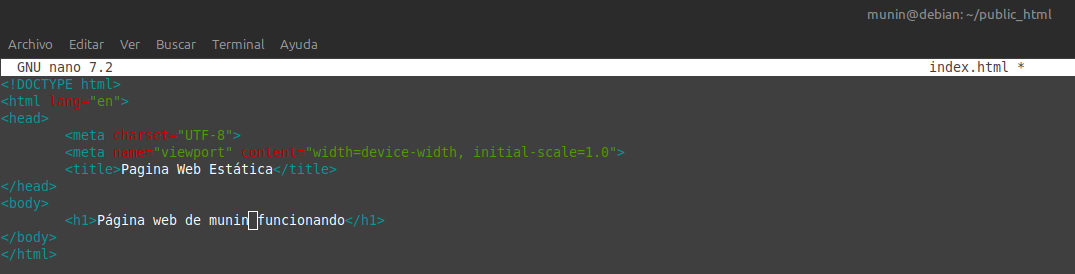 munin@debian: ~/public_html
Archivo Editar Ver Buscar Terminal Ayuda
GNU nano 7.2 index.html *
<!DOCTYPE html>
<html lang="en">
<head>
        <meta charset="UTF-8">
        <meta name="viewport" content="width=device-width, initial-scale=1.0">
        <title>Pagina Web Estática</title>
</head>
<body>
        <h1>Página web de munin funcionando</h1>
</body>
</html>